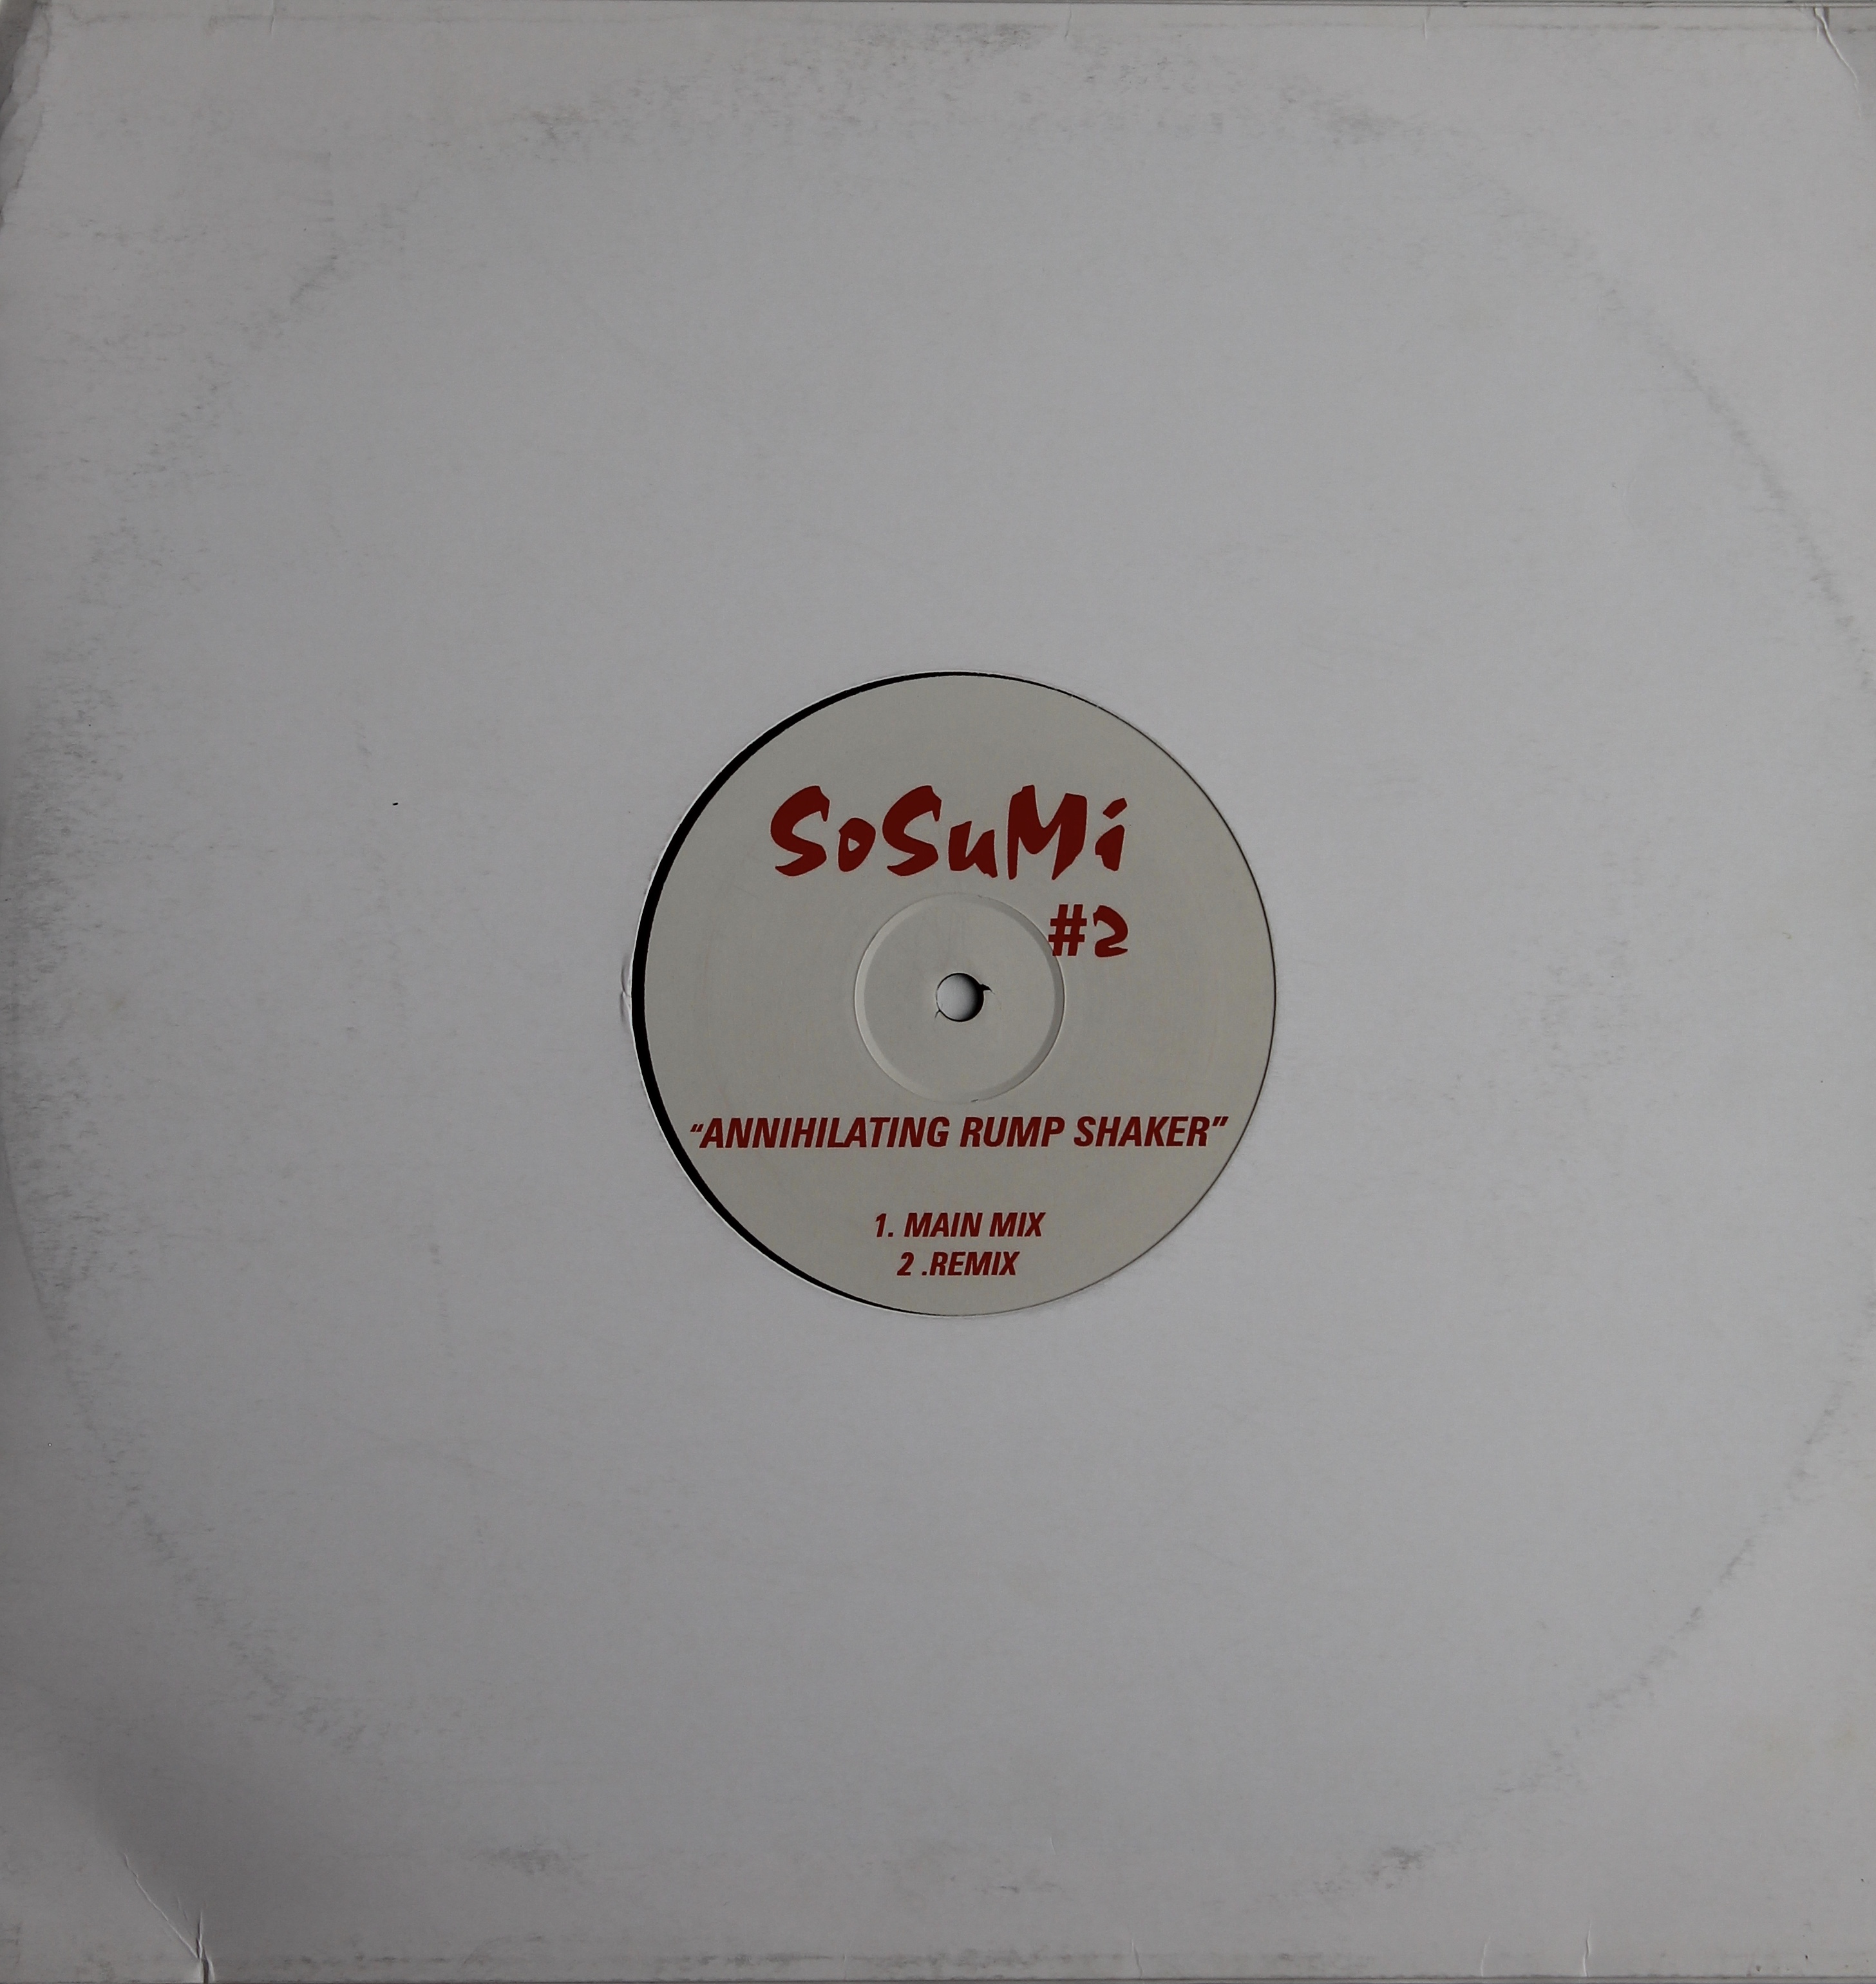 SoSuMi
#2
“ANNIHILATING RUMP SHAKER”
1. MAIN MIX
2 .REMIX